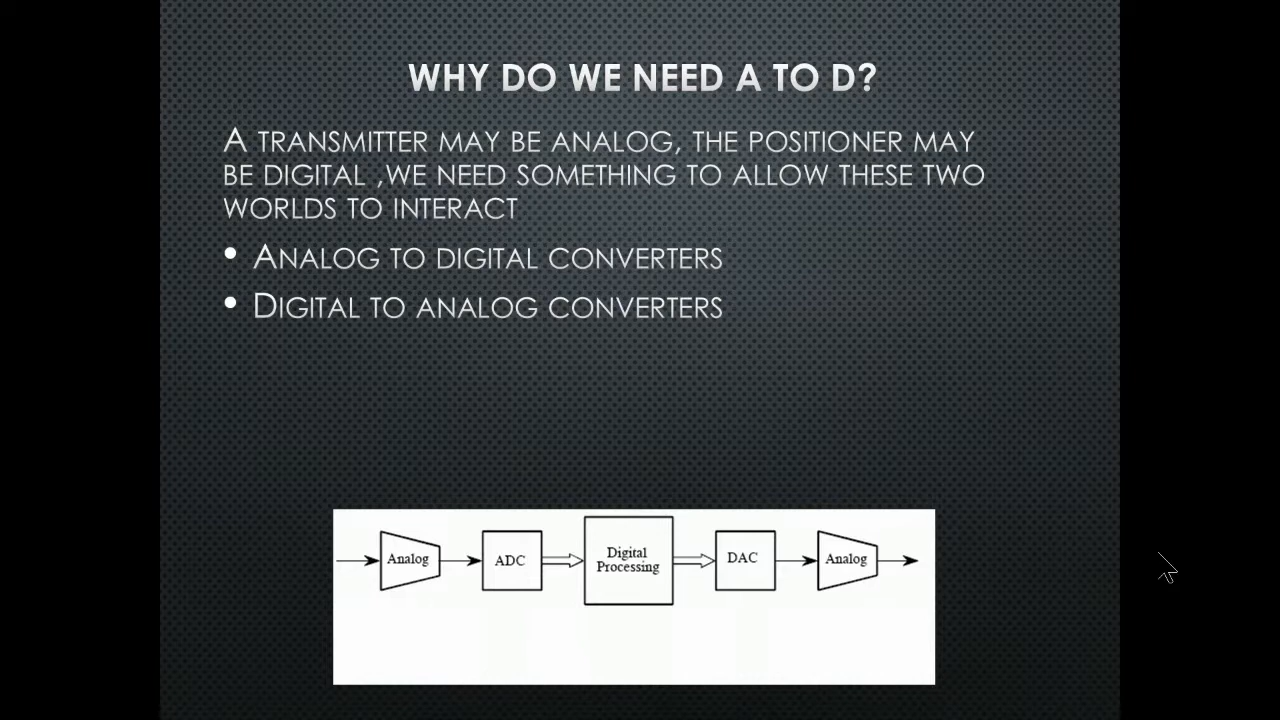 WHY DO WE NEED A TO D?
A TRANSMITTER MAY BE ANALOG, THE POSITIONER MAY
BE DIGITAL ,WE NEED SOMETHING TO ALLOW THESE TWO
WORLDS TO INTERACT
• ANALOG TO DIGITAL CONVERTERS
• DIGITAL TO ANALOG CONVERTERS
Analog
ADC
Digital
Processing
DAC
Analog